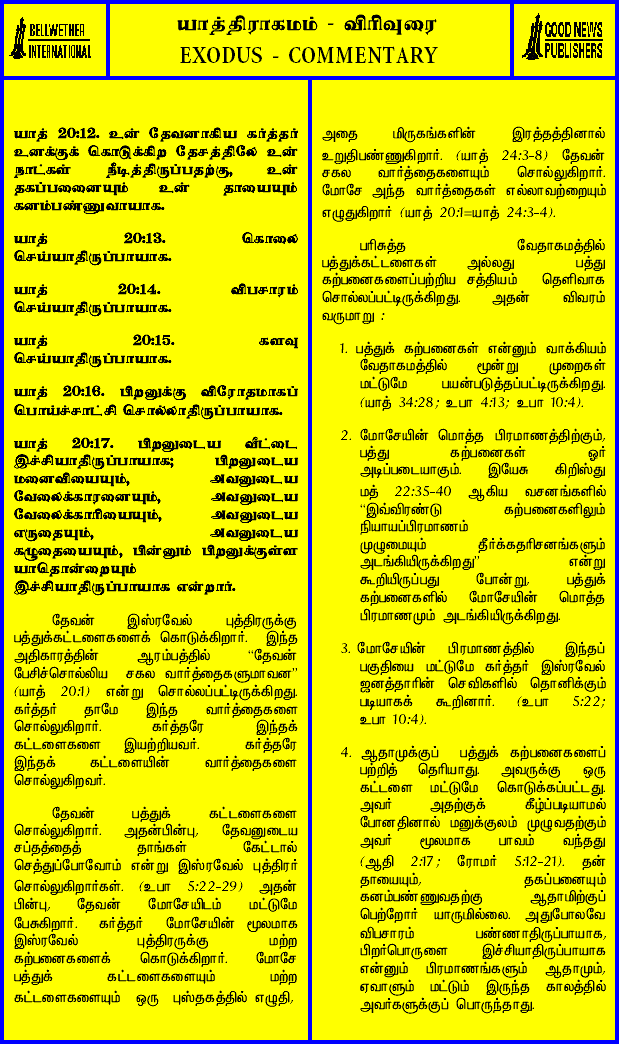 BELLWETHER
INTERNATIONAL
யாத்திராகமம் - விரிவுரை
EXODUS - COMMENTARY
GOOD NEWS
PUBLISHERS
யாத் 20:12. உன் தேவனாகிய கர்த்தர்
உனக்குக் கொடுக்கிற தேசத்திலே உன்
நாட்கள் நீடித்திருப்பதற்கு, உன்
தகப்பனையும் உன் தாயையும்
கனம்பண்ணுவாயாக.
யாத் 20:13. கொலை
செய்யாதிருப்பாயாக.
யாத் 20:14. விபசாரம்
செய்யாதிருப்பாயாக.
யாத் 20:15. களவு
செய்யாதிருப்பாயாக.
யாத் 20:16. பிறனுக்கு விரோதமாகப்
பொய்ச்சாட்சி சொல்லாதிருப்பாயாக.
யாத் 20:17. பிறனுடைய வீட்டை
இச்சியாதிருப்பாயாக; பிறனுடைய
மனைவியையும், அவனுடைய
வேலைக்காரனையும், அவனுடைய
வேலைக்காரியையும், அவனுடைய
எருதையும், அவனுடைய
கழுதையையும், பின்னும் பிறனுக்குள்ள
யாதொன்றையும்
இச்சியாதிருப்பாயாக என்றார்.
தேவன் இஸ்ரவேல் புத்திரருக்கு
பத்துக்கட்டளைகளைக் கொடுக்கிறார். இந்த
அதிகாரத்தின் ஆரம்பத்தில் "தேவன்
பேசிச்சொல்லிய சகல வார்த்தைகளுமாவன"
(யாத் 20:1) என்று சொல்லப்பட்டிருக்கிறது.
கர்த்தர் தாமே இந்த வார்த்தைகளை
சொல்லுகிறார். கர்த்தரே இந்தக்
கட்டளைகளை இயற்றியவர். கர்த்தரே
இந்தக் கட்டளையின் வார்த்தைகளை
சொல்லுகிறவர்.
தேவன் பத்துக் கட்டளைகளை
சொல்லுகிறார். அதன்பின்பு, தேவனுடைய
சப்தத்தைத் தாங்கள் கேட்டால்
செத்துப்போவோம் என்று இஸ்ரவேல் புத்திரர்
சொல்லுகிறார்கள். (உபா 5:22-29) அதன்
பின்பு, தேவன் மோசேயிடம் மட்டுமே
பேசுகிறார். கர்த்தர் மோசேயின் மூலமாக
இஸ்ரவேல் புத்திரருக்கு மற்ற
கற்பனைகளைக் கொடுக்கிறார். மோசே
பத்துக் கட்டளைகளையும் மற்ற
கட்டளைகளையும் ஒரு புஸ்தகத்தில் எழுதி,
அதை மிருகங்களின் இரத்தத்தினால்
உறுதிபண்ணுகிறார். (யாத் 24:3-8) தேவன்
சகல வார்த்தைகளையும் சொல்லுகிறார்.
மோசே அந்த வார்த்தைகள் எல்லாவற்றையும்
எழுதுகிறார் (யாத் 20:1=யாத் 24:3-4).
பரிசுத்த வேதாகமத்தில்
பத்துக்கட்டளைகள் அல்லது பத்து
கற்பனைகளைப்பற்றிய சத்தியம் தெளிவாக
சொல்லப்பட்டிருக்கிறது. அதன் விவரம்
வருமாறு :
1. பத்துக் கற்பனைகள் என்னும் வாக்கியம்
வேதாகமத்தில் மூன்று முறைகள்
மட்டுமே பயன்படுத்தப்பட்டிருக்கிறது.
(யாத் 34:28; உபா 4:13; உபா 10:4).
2. மோசேயின் மொத்த பிரமாணத்திற்கும்,
பத்து கற்பனைகள் ஓர்
அடிப்படையாகும். இயேசு கிறிஸ்து
மத் 22:35-40 ஆகிய வசனங்களில்
"இவ்விரண்டு கற்பனைகளிலும்
நியாயப்பிரமாணம்
முழுமையும் தீர்க்கதரிசனங்களும்
அடங்கியிருக்கிறது" என்று
கூறியிருப்பது போன்று, பத்துக்
கற்பனைகளில் மோசேயின் மொத்த
பிரமாணமும் அடங்கியிருக்கிறது.
3. மோசேயின் பிரமாணத்தில் இந்தப்
பகுதியை மட்டுமே கர்த்தர் இஸ்ரவேல்
ஜனத்தாரின் செவிகளில் தொனிக்கும்
படியாகக் கூறினார். (உபா 5:22;
உபா 10:4).
4. ஆதாமுக்குப் பத்துக் கற்பனைகளைப்
பற்றித் தெரியாது. அவருக்கு ஒரு
கட்டளை மட்டுமே கொடுக்கப்பட்டது.
அவர் அதற்குக் கீழ்ப்படியாமல்
போனதினால் மனுக்குலம் முழுவதற்கும்
அவர் மூலமாக பாவம் வந்தது
(ஆதி 2:17; ரோமர் 5:12-21). தன்
தாயையும், தகப்பனையும்
கனம்பண்ணுவதற்கு ஆதாமிற்குப்
பெற்றோர் யாருமில்லை. அதுபோலவே
விபசாரம் பண்ணாதிருப்பாயாக,
பிறர்பொருளை இச்சியாதிருப்பாயாக
என்னும் பிரமாணங்களும் ஆதாமும்,
ஏவாளும் மட்டும் இருந்த காலத்தில்
அவர்களுக்குப் பொருந்தாது.